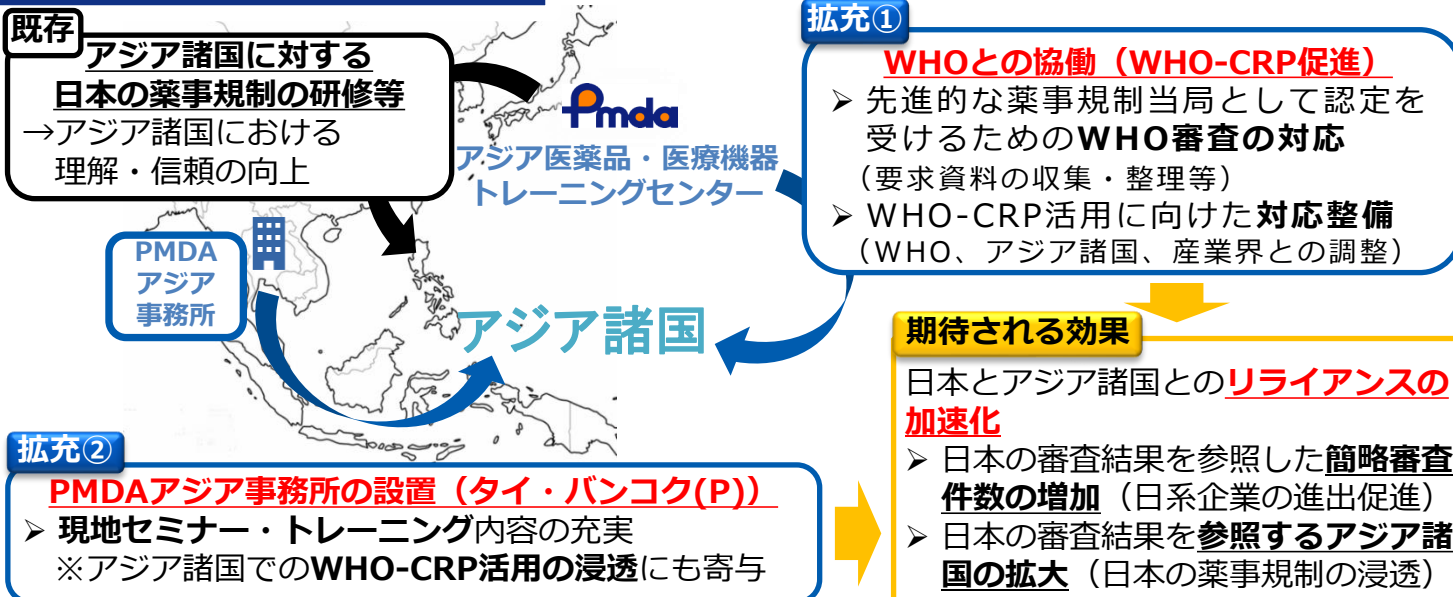 既存
アジア諸国に対する
日本の薬事規制の研修等
→アジア諸国における
理解・信頼の向上
Pmda
アジア医薬品・医療機器
トレーニングセンター
PMDA
アジア
事務所
アジア諸国
拡充①
WHOとの協働（WHO-CRP促進）
➢ 先進的な薬事規制当局として認定を
受けるためのWHO審査の対応
（要求資料の収集・整理等）
➢ WHO-CRP活用に向けた対応整備
（WHO、アジア諸国、産業界との調整）
拡充②
PMDAアジア事務所の設置（タイ・バンコク(P)）
➢ 現地セミナー・トレーニング内容の充実
※アジア諸国でのWHO-CRP活用の浸透にも寄与
期待される効果
日本とアジア諸国とのリライアンスの
加速化
➢ 日本の審査結果を参照した簡略審査
件数の増加（日系企業の進出促進）
➢ 日本の審査結果を参照するアジア諸
国の拡大（日本の薬事規制の浸透）